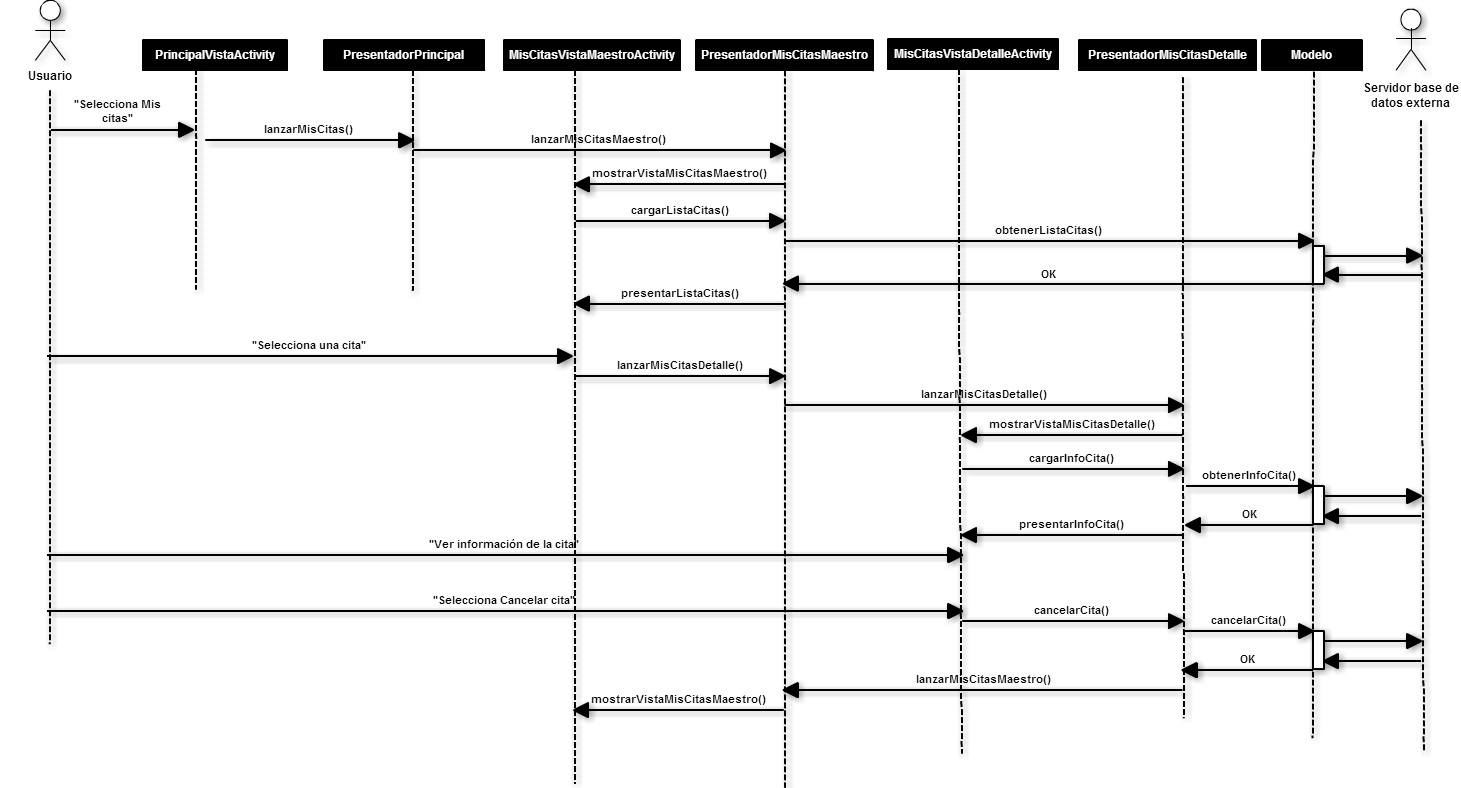 Usuario
PrincipalVistaActivity
PresentadorPrincipal
MisCitasVistaMaestroActivity
PresentadorMisCitasMaestro
MisCitasVistaDetalleActivity
PresentadorMisCitasDetalle
Modelo
Servidor base de
datos externa
"Selecciona Mis
citas"
lanzarMisCitas()
lanzarMisCitasMaestro()
mostrarVistaMisCitasMaestro()
cargarListaCitas()
obtenerListaCitas()
OK
presentarListaCitas()
"Selecciona una cita"
lanzarMisCitasDetalle()
lanzarMisCitasDetalle()
mostrarVistaMisCitasDetalle()
cargarInfoCita()
obtenerInfoCita()
OK
presentarInfoCita()
"Ver información de la cita"
"Selecciona Cancelar cita"
cancelarCita()
cancelarCita()
OK
lanzarMisCitasMaestro()
mostrarVistaMisCitasMaestro()